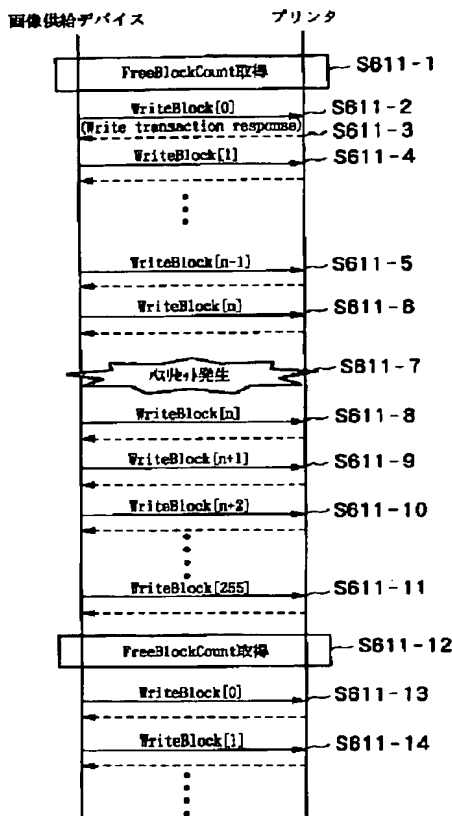 画像供給デバイス プリンタ
FreeBlockCount取得 S611-1
WriteBlock[0] S611-2
(Write transaction response) S611-3
WriteBlock[1] S611-4
WriteBlock[n-1] S611-5
WriteBlock[n] S611-6
バスリセット発生 S611-7
WriteBlock[n] S611-8
WriteBlock[n+1] S611-9
WriteBlock[n+2] S611-10
WriteBlock[255] S611-11
FreeBlockCount取得 S611-12
WriteBlock[0] S611-13
WriteBlock[1] S611-14